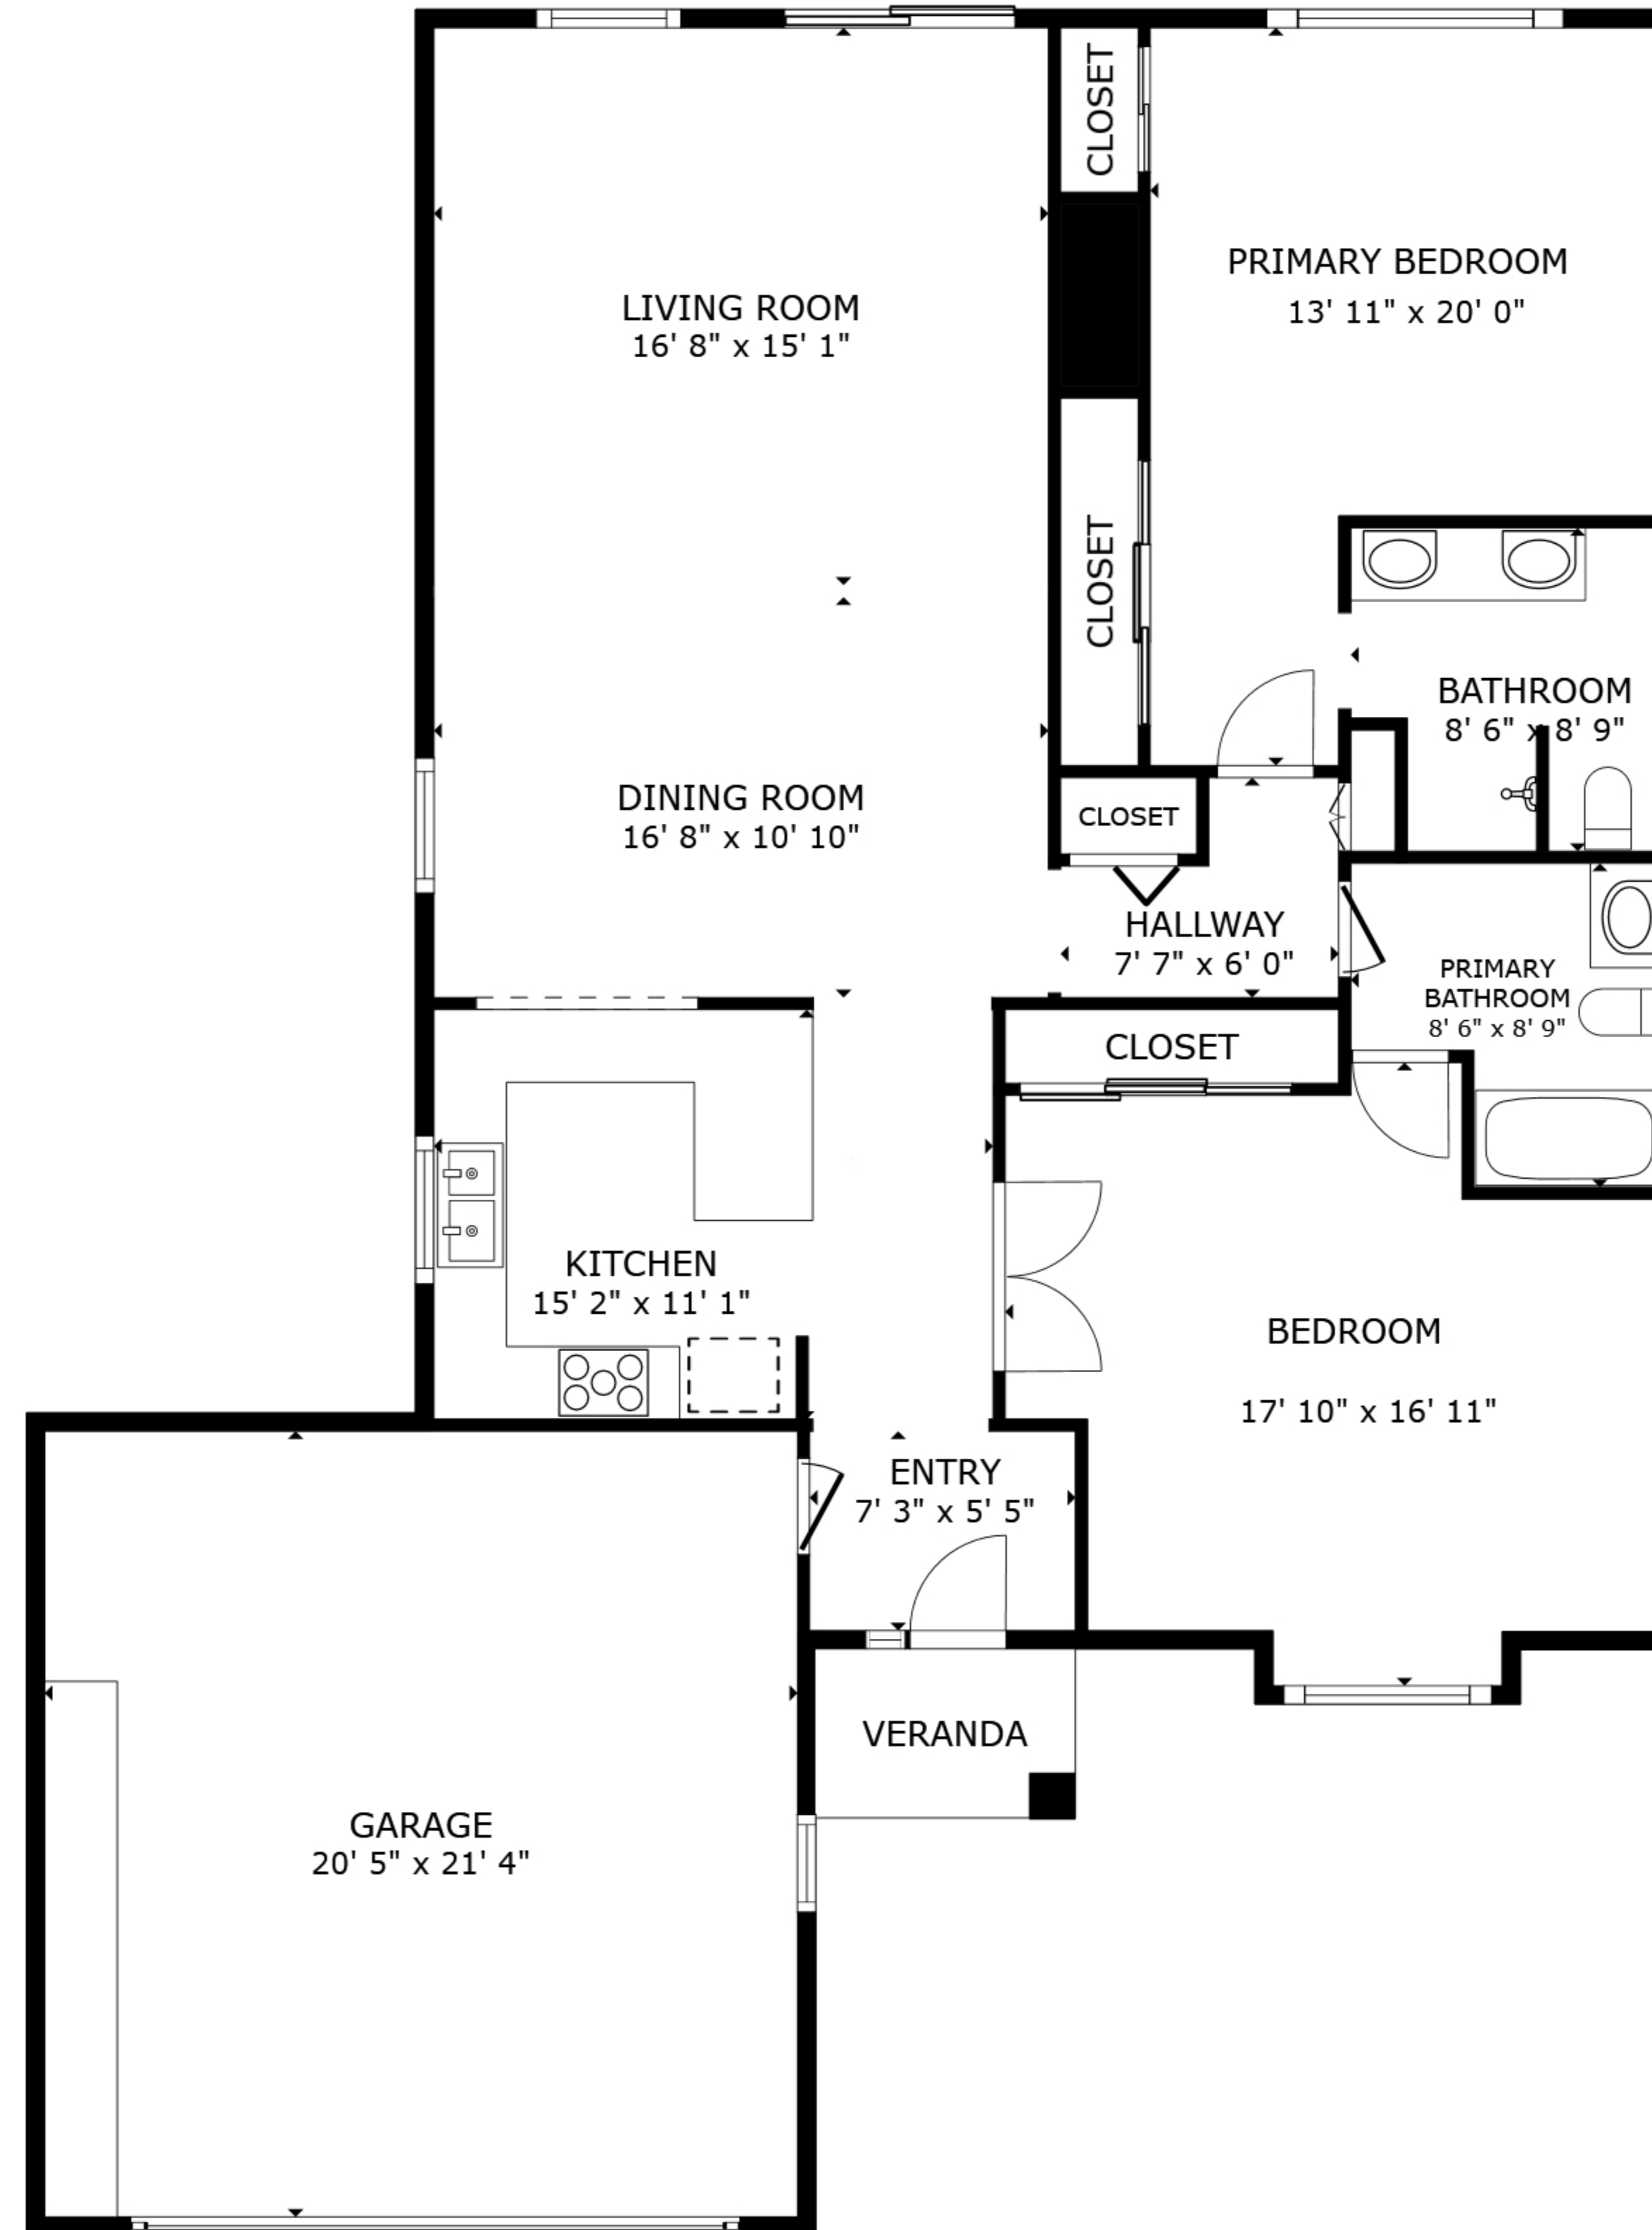 CLOSET
PRIMARY BEDROOM
13' 11" x 20' 0"
LIVING ROOM
16' 8" x 15' 1"
CLOSET
BATHROOM
8' 6" x 8' 9"
DINING ROOM
16' 8" x 10' 10"
CLOSET
HALLWAY
7' 7" x 6' 0"
PRIMARY
BATHROOM
8' 6" x 8' 9"
CLOSET
KITCHEN
15' 2" x 11' 1"
BEDROOM
17' 10" x 16' 11"
ENTRY
7' 3" x 5' 5"
VERANDA
GARAGE
20' 5" x 21' 4"